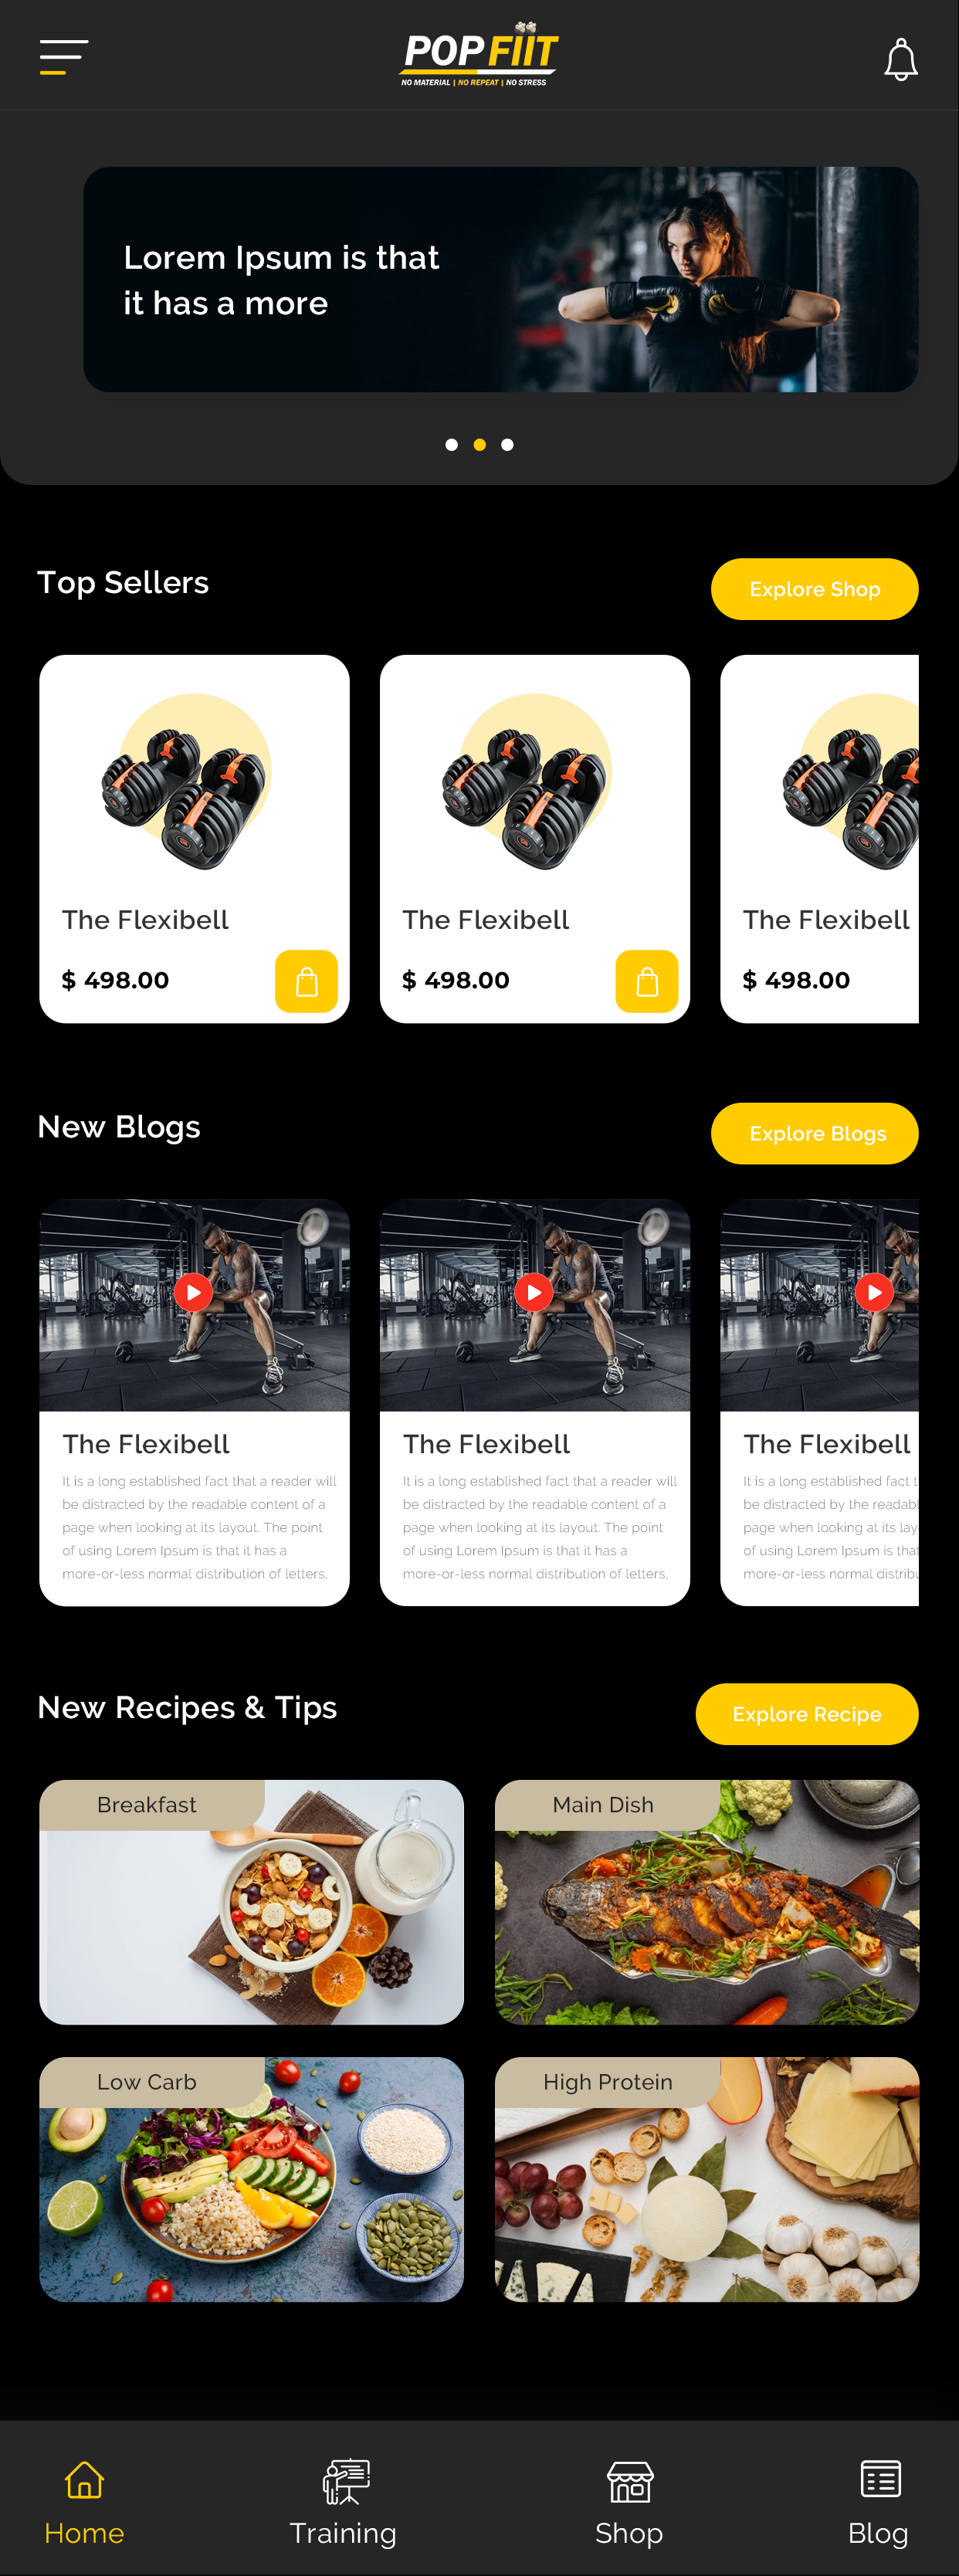 POP FIIT
NO MATERIAL | NO REPEAT | NO STRESS
Lorem Ipsum is that
it has a more
Top Sellers
Explore Shop
The Flexibell
$ 498.00
The Flexibell
$ 498.00
The Flexibell
$ 498.00
New Blogs
Explore Blogs
The Flexibell
It is a long established fact that a reader will
be distracted by the readable content of a
page when looking at its layout. The point
of using Lorem Ipsum is that it has a
more-or-less normal distribution of letters,
The Flexibell
It is a long established fact that a reader will
be distracted by the readable content of a
page when looking at its layout. The point
of using Lorem Ipsum is that it has a
more-or-less normal distribution of letters,
The Flexibell
It is a long established fact t
be distracted by the readabl
page when looking at its lay
of using Lorem Ipsum is that
more-or-less normal distribu
New Recipes & Tips
Explore Recipe
Breakfast
Main Dish
Low Carb
High Protein
Home
Training
Shop
Blog